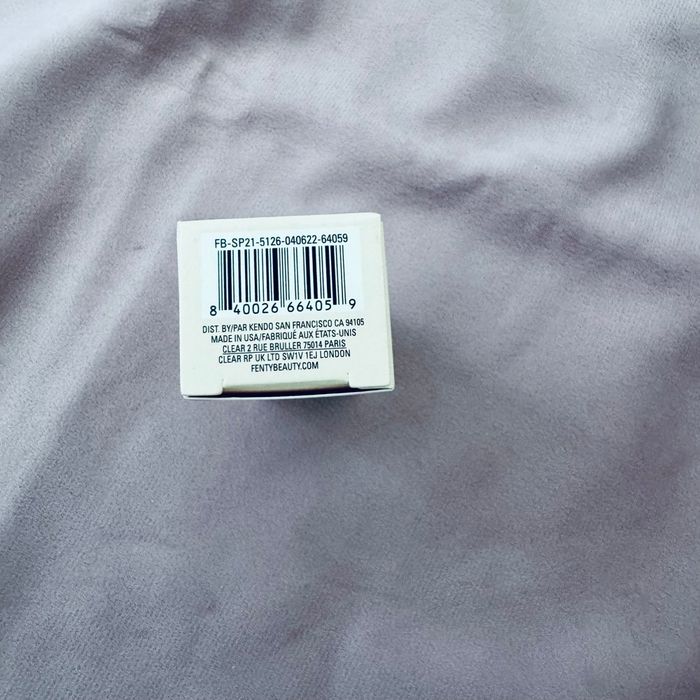 FB-SP21-5126-040622-64059
8 40026 66405 9
DIST. BY/PAR KENDO SAN FRANCISCO CA 94105
MADE IN USA/FABRIQUÉ AUX ÉTATS-UNIS
CLEAR 2 RUE BRULLER 75014 PARIS
CLEAR RP UK LTD SW1V 1EJ LONDON
FENTYBEAUTY.COM